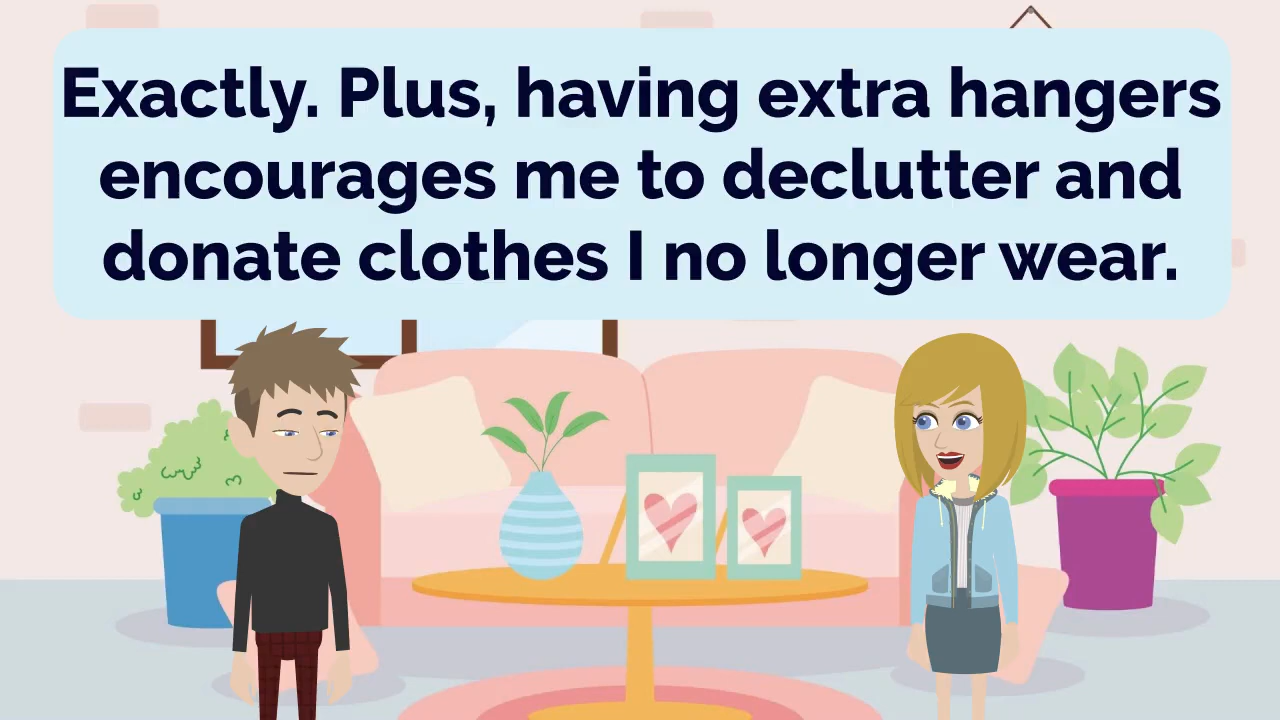 Exactly. Plus, having extra hangers
encourages me to declutter and
donate clothes I no longer wear.